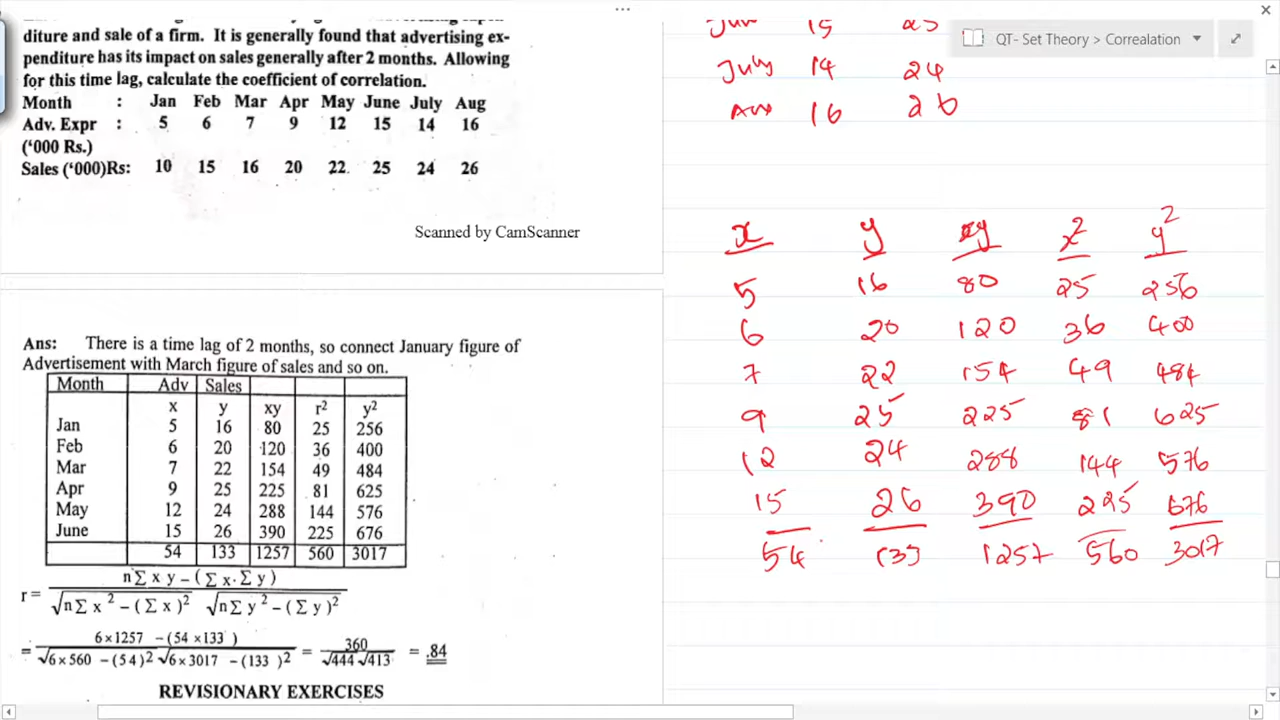 diture and sale of a firm. It is generally found that advertising ex-
penditure has its impact on sales generally after 2 months. Allowing
for this time lag, calculate the coefficient of correlation.
Month : Jan Feb Mar Apr May June July Aug
Adv. Expr : 5 6 7 9 12 15 14 16
(‘000 Rs.)
Sales (‘000)Rs: 10 15 16 20 22. 25 24 26
Scanned by CamScanner
Ans: There is a time lag of 2 months, so connect January figure of
Advertisement with March figure of sales and so on.
Month Adv Sales
x y xy r² y²
Jan 5 16 80 25 256
Feb 6 20 120 36 400
Mar 7 22 154 49 484
Apr 9 25 225 81 625
May 12 24 288 144 576
June 15 26 390 225 676
54 133 1257 560 3017
r = nΣ x y – ( Σ x· Σ y ) / √nΣ x² – ( Σ x )² √nΣ y² – ( Σ y )²
= 6 x 1257 – (54 x 133 ) / √6 x 560 – (54 )² √6 x 3017 – (133 )² = 360 / √444 √413 = .84
REVISIONARY EXERCISES
QT- Set Theory > Correalation
15 25
July 14 24
16 26
x y xy x² y²
5 16 80 25 256
6 20 120 36 400
7 22 154 49 484
9 25 225 81 625
12 24 288 144 576
15 26 390 225 676
54 133 1257 560 3017